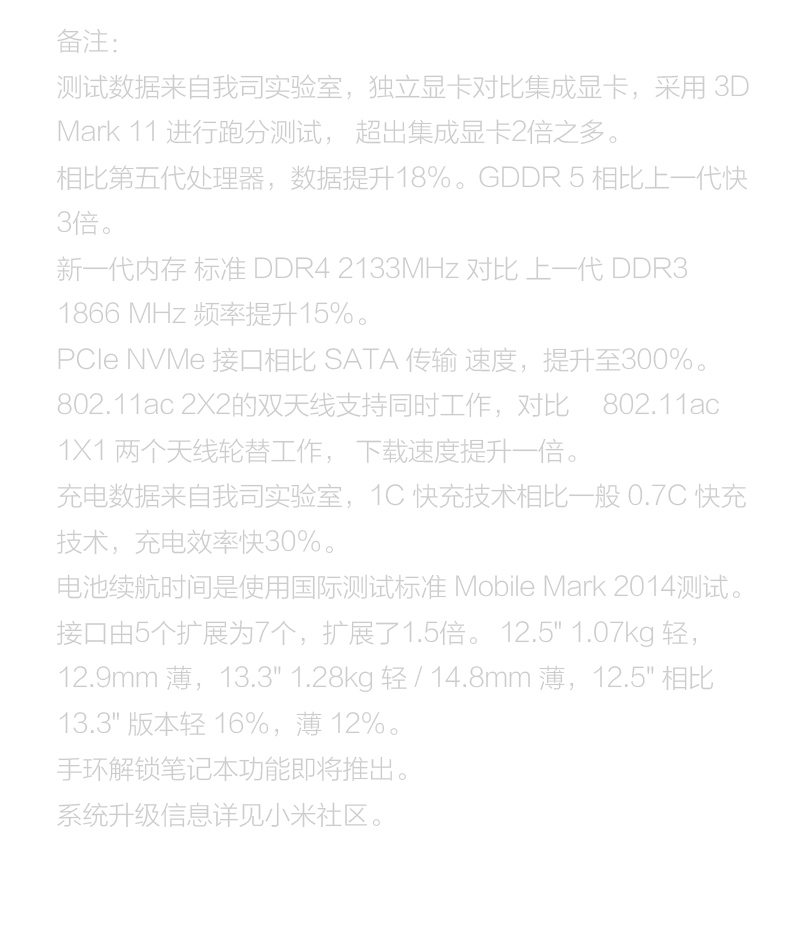 备注：
测试数据来自我司实验室，独立显卡对比集成显卡，采用 3D
Mark 11 进行跑分测试， 超出集成显卡2倍之多。
相比第五代处理器，数据提升18%。GDDR 5 相比上一代快
3倍。
新一代内存 标准 DDR4 2133MHz 对比 上一代 DDR3
1866 MHz 频率提升15%。
PCIe NVMe 接口相比 SATA 传输 速度，提升至300%。
802.11ac 2X2的双天线支持同时工作，对比 802.11ac
1X1 两个天线轮替工作， 下载速度提升一倍。
充电数据来自我司实验室，1C 快充技术相比一般 0.7C 快充
技术，充电效率快30%。
电池续航时间是使用国际测试标准 Mobile Mark 2014测试。
接口由5个扩展为7个，扩展了1.5倍。 12.5" 1.07kg 轻，
12.9mm 薄，13.3" 1.28kg 轻 / 14.8mm 薄，12.5" 相比
13.3" 版本轻 16%，薄 12%。
手环解锁笔记本功能即将推出。
系统升级信息详见小米社区。